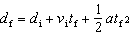 d_f = d_i + v_i t_f + 1/2 a t_f 2